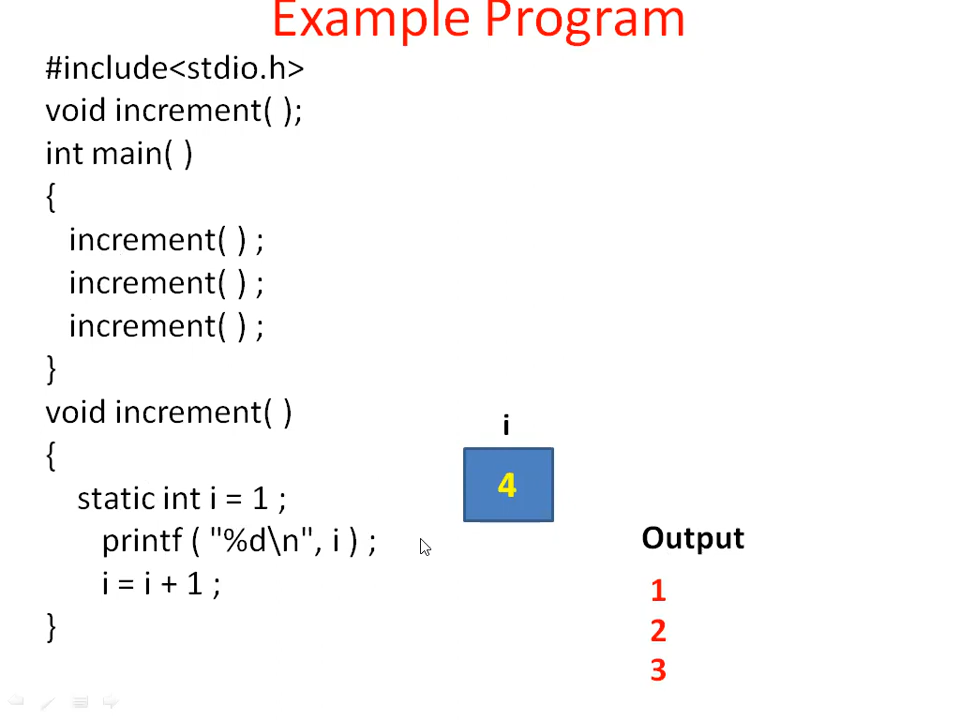 Example Program
#include<stdio.h>
void increment( );
int main( )
{
increment( ) ;
increment( ) ;
increment( ) ;
}
void increment( )
{
static int i = 1 ;
printf ( "%d\n", i ) ;
i = i + 1 ;
}
i
4
Output
1
2
3